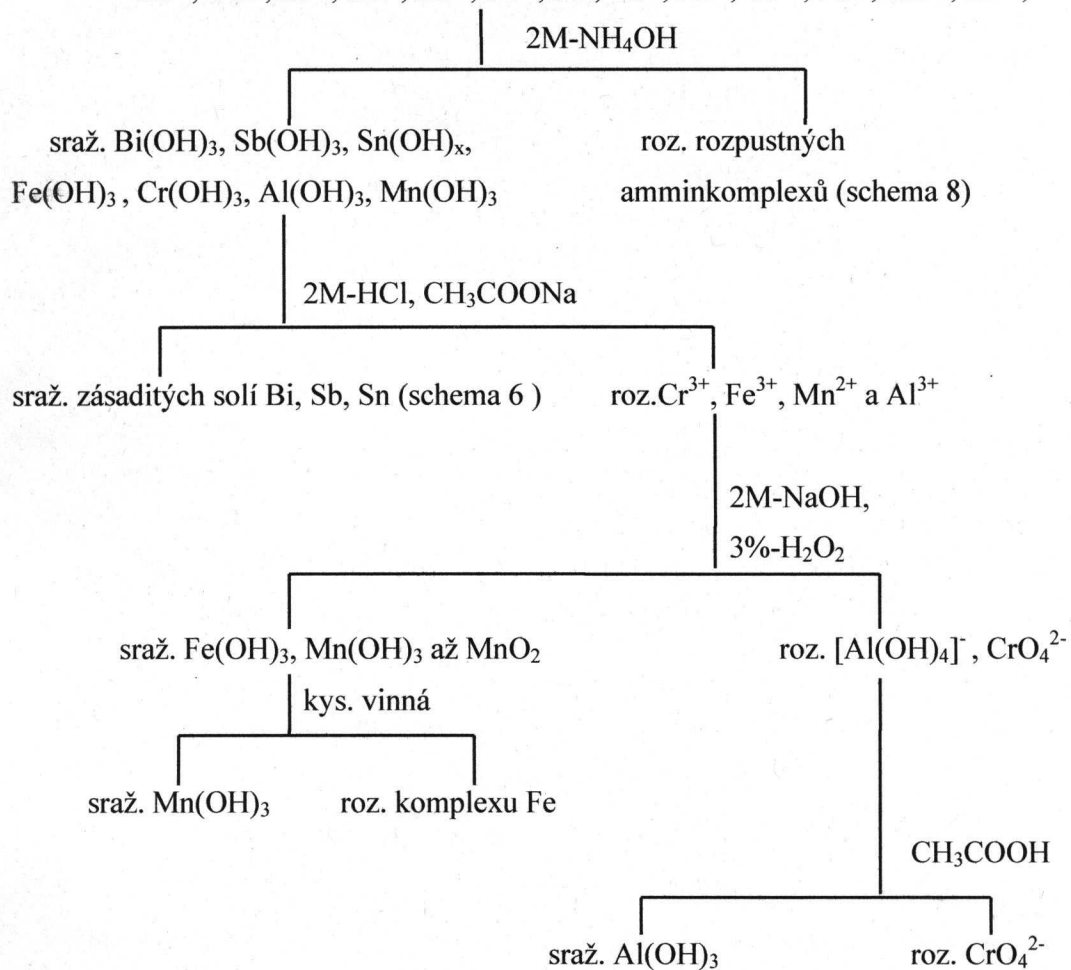 2M-NH₄OH
sraž. Bi(OH)₃, Sb(OH)₃, Sn(OH)ₓ,
Fe(OH)₃ , Cr(OH)₃, Al(OH)₃, Mn(OH)₃
roz. rozpustných
amminkomplexů (schema 8)
2M-HCl, CH₃COONa
sraž. zásaditých solí Bi, Sb, Sn (schema 6 )
roz.Cr³⁺, Fe³⁺, Mn²⁺ a Al³⁺
2M-NaOH,
3%-H₂O₂
sraž. Fe(OH)₃, Mn(OH)₃ až MnO₂
roz. [Al(OH)₄]⁻ , CrO₄²⁻
kys. vinná
sraž. Mn(OH)₃
roz. komplexu Fe
CH₃COOH
sraž. Al(OH)₃
roz. CrO₄²⁻